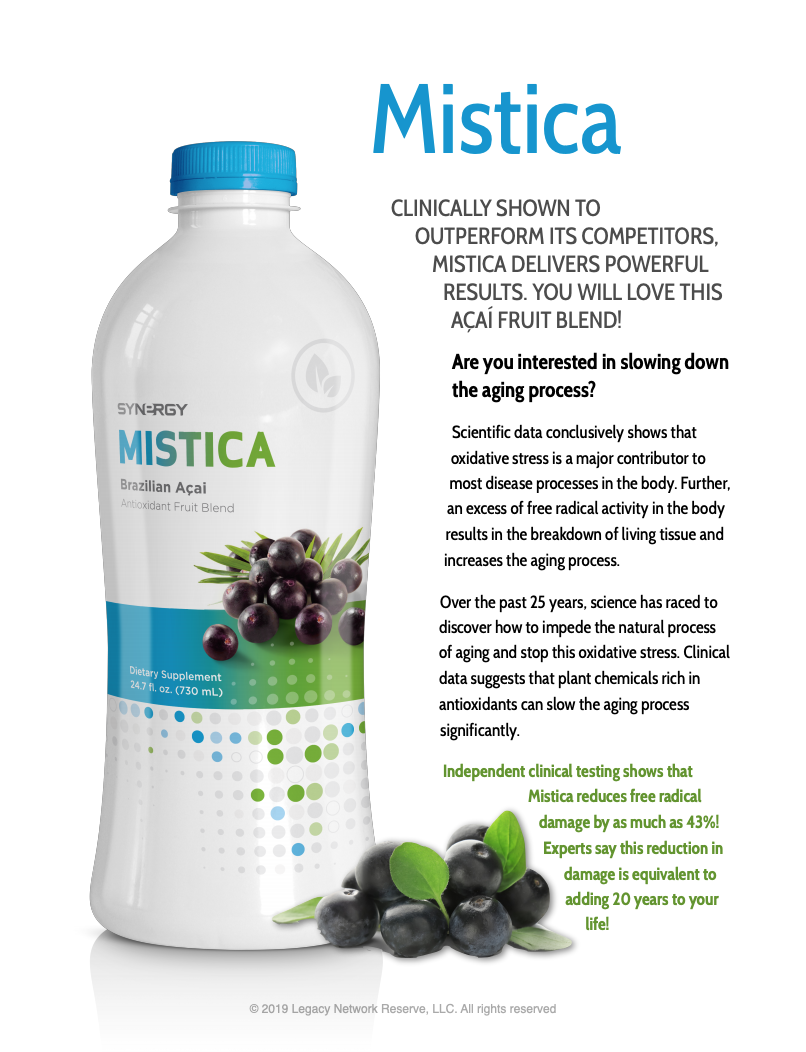 Mistica
CLINICALLY SHOWN TO
OUTPERFORM ITS COMPETITORS,
MISTICA DELIVERS POWERFUL
RESULTS. YOU WILL LOVE THIS
AÇAÍ FRUIT BLEND!
Are you interested in slowing down
the aging process?
Scientific data conclusively shows that
oxidative stress is a major contributor to
most disease processes in the body. Further,
an excess of free radical activity in the body
results in the breakdown of living tissue and
increases the aging process.
Over the past 25 years, science has raced to
discover how to impede the natural process
of aging and stop this oxidative stress. Clinical
data suggests that plant chemicals rich in
antioxidants can slow the aging process
significantly.
Independent clinical testing shows that
Mistica reduces free radical
damage by as much as 43%!
Experts say this reduction in
damage is equivalent to
adding 20 years to your
life!
SYNERGY
MISTICA
Brazilian Açai
Antioxidant Fruit Blend
Dietary Supplement
24.7 fl. oz. (730 mL)
© 2019 Legacy Network Reserve, LLC. All rights reserved